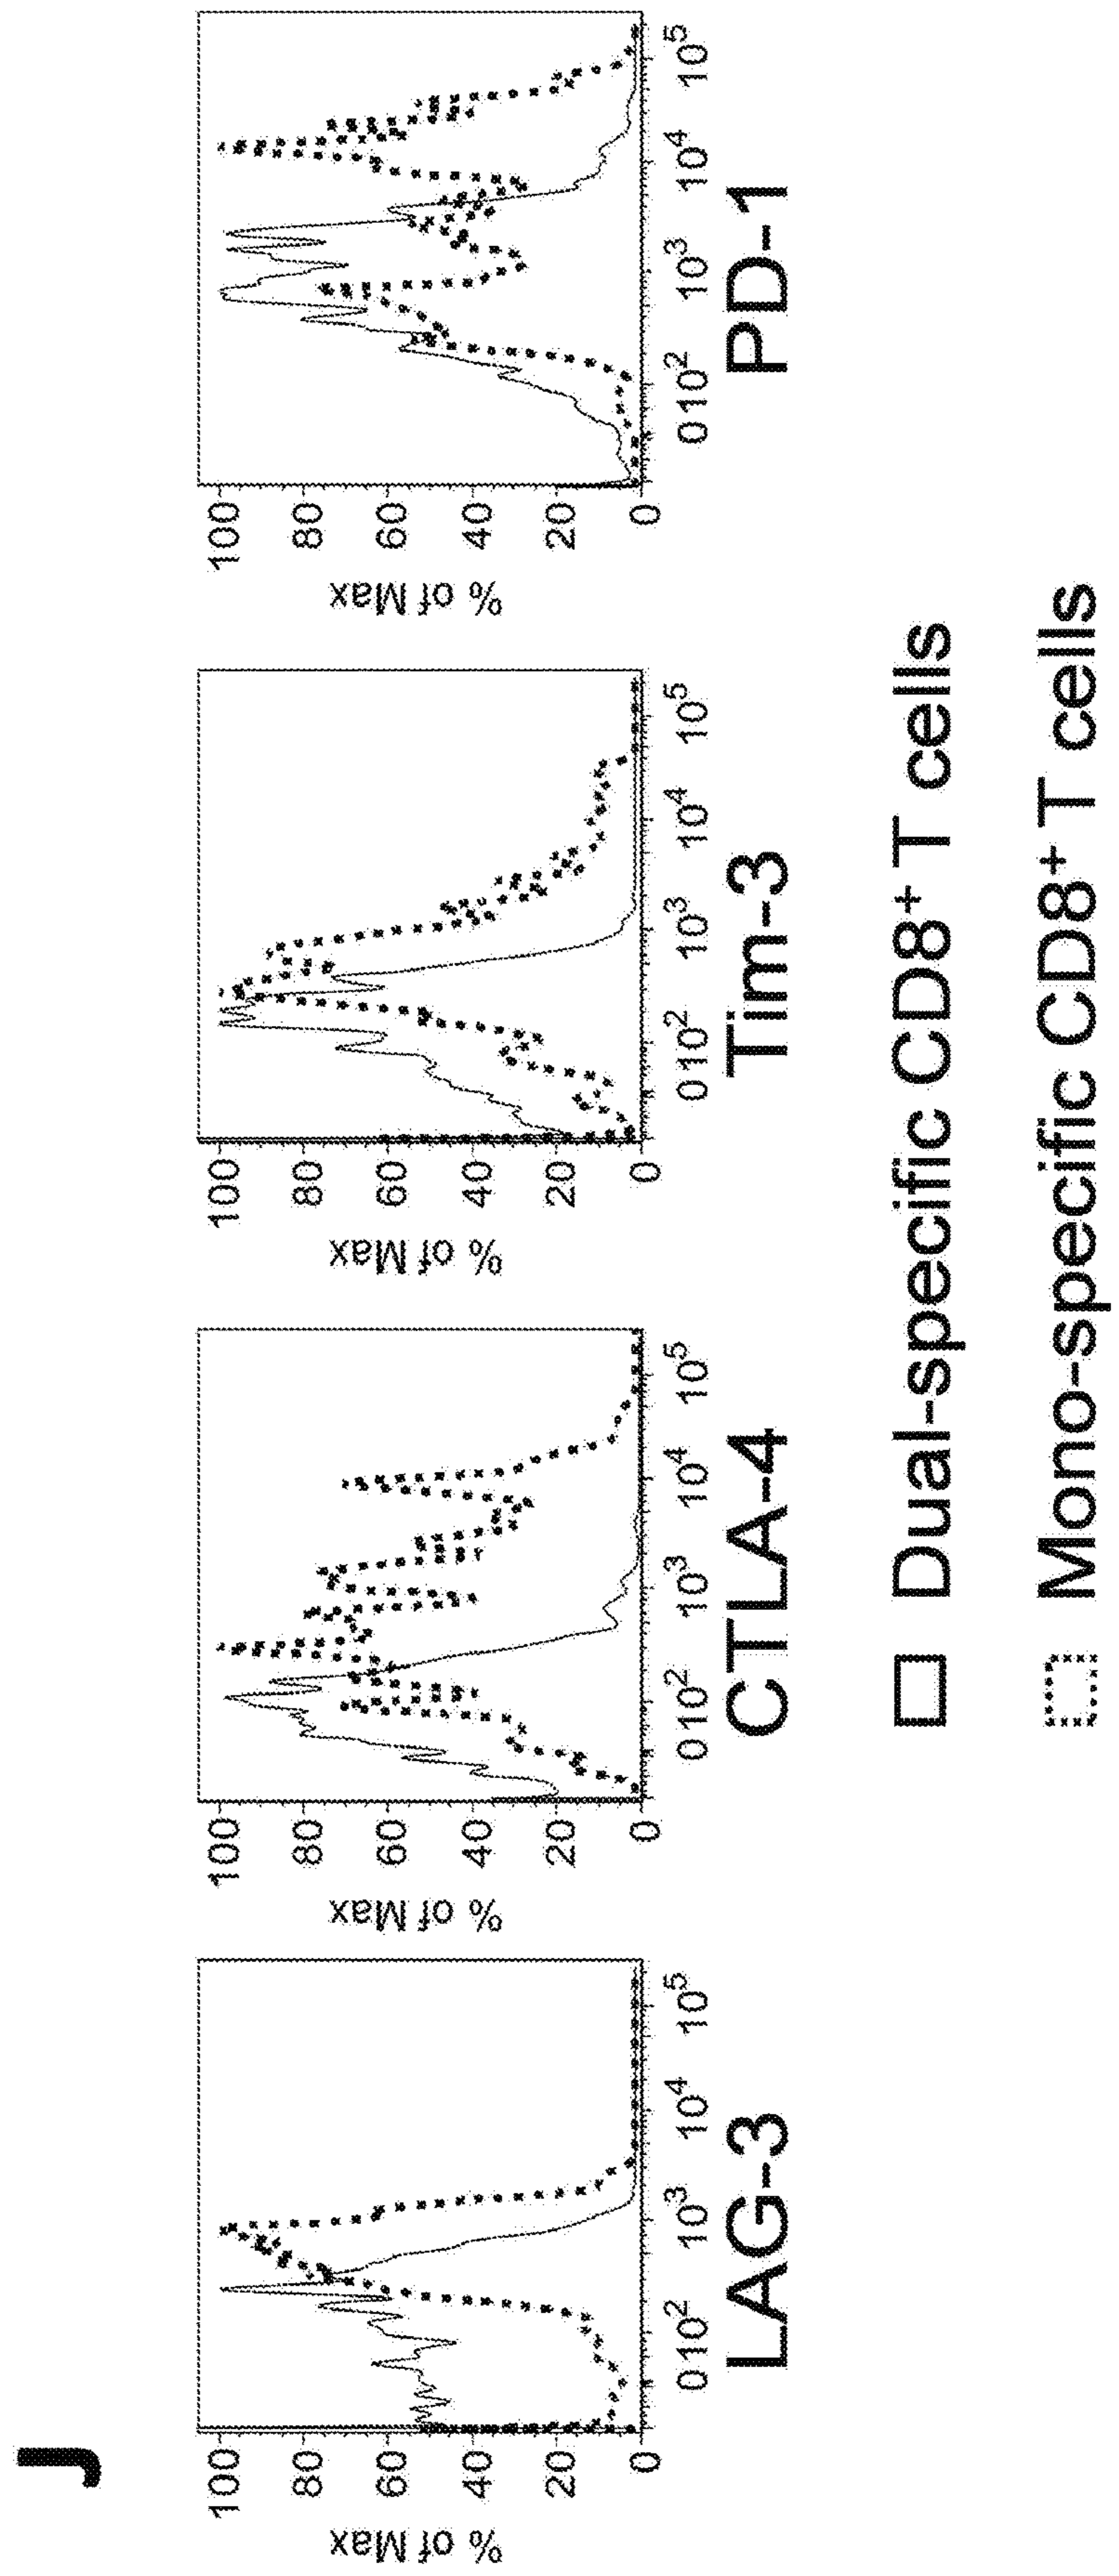 J
% of Max
100
80
60
40
20
0
0 10² 10³ 10⁴ 10⁵
LAG-3
% of Max
100
80
60
40
20
0
0 10² 10³ 10⁴ 10⁵
CTLA-4
% of Max
100
80
60
40
20
0
0 10² 10³ 10⁴ 10⁵
Tim-3
% of Max
100
80
60
40
20
0
0 10² 10³ 10⁴ 10⁵
PD-1
Dual-specific CD8⁺ T cells
Mono-specific CD8⁺ T cells